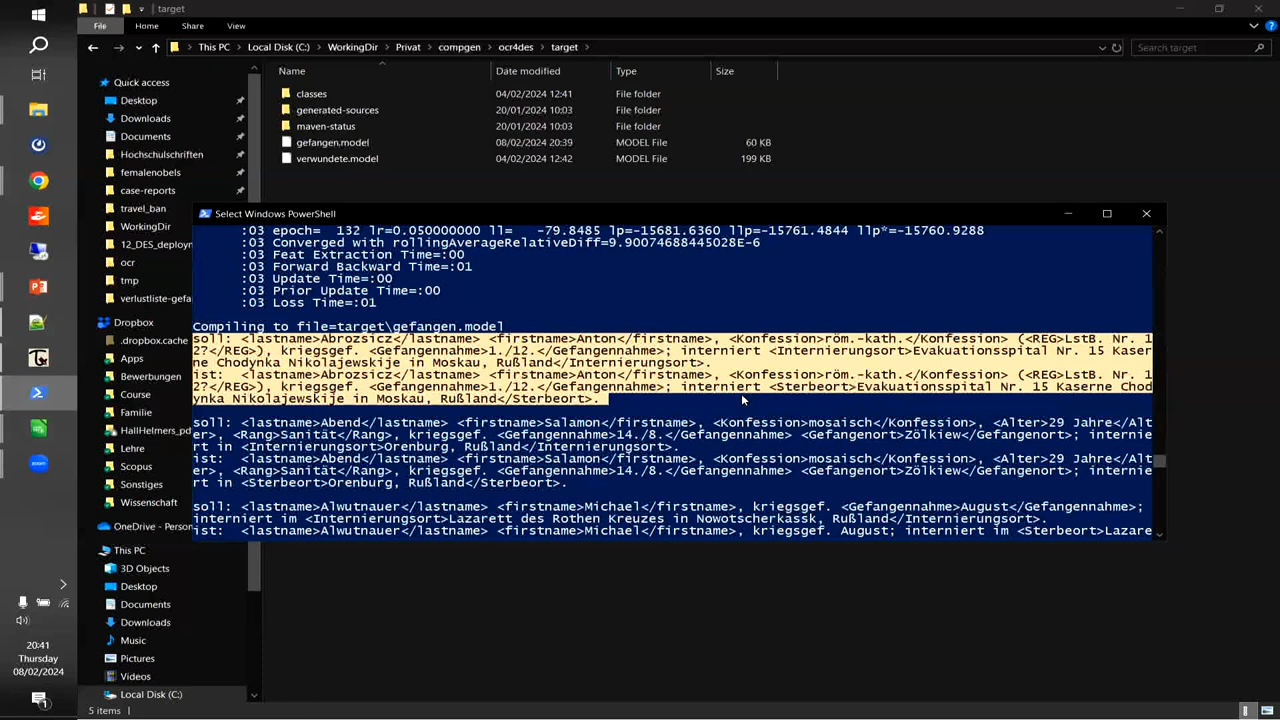 target
File
Home
Share
View
This PC
Local Disk (C:)
WorkingDir
Privat
compgen
ocr4des
target
Search target
Name
Date modified
Type
Size
classes
04/02/2024 12:41
File folder
generated-sources
20/01/2024 10:03
File folder
maven-status
20/01/2024 10:03
File folder
gefangen.model
08/02/2024 20:39
MODEL File
60 KB
verwundete.model
04/02/2024 12:42
MODEL File
199 KB
Quick access
Desktop
Downloads
Documents
Hochschulschriften
femalenobels
case-reports
travel_ban
WorkingDir
12_DES_deploym
ocr
tmp
verlustliste-gefa
Dropbox
.dropbox.cache
Apps
Bewerbungen
Course
Familie
HallHelmers_pd
Lehre
Scopus
Sonstiges
Wissenschaft
OneDrive - Person
This PC
3D Objects
Desktop
Documents
Downloads
Music
Pictures
Videos
Local Disk (C:)
5 items
Select Windows PowerShell
:03 epoch=  132 lr=0.050000000 ll=   -79.8485 lp=-15681.6360 llp=-15761.4844 llp*=-15760.9288
:03 Converged with rollingAverageRelativeDiff=9.90074688445028E-6
:03 Feat Extraction Time=:00
:03 Forward Backward Time=:01
:03 Update Time=:00
:03 Prior Update Time=:00
:03 Loss Time=:01
Compiling to file=target\gefangen.model
soll: <lastname>Abrozsicz</lastname> <firstname>Anton</firstname>, <Konfession>röm.-kath.</Konfession> (<REG>LstB. Nr. 1
2?</REG>), kriegsgef. <Gefangennahme>1./12.</Gefangennahme>; interniert <Internierungsort>Evakuationsspital Nr. 15 Kaser
ne Chodynka Nikolajewskije in Moskau, Rußland</Internierungsort>.
ist:  <lastname>Abrozsicz</lastname> <firstname>Anton</firstname>, <Konfession>röm.-kath.</Konfession> (<REG>LstB. Nr. 1
2?</REG>), kriegsgef. <Gefangennahme>1./12.</Gefangennahme>; interniert <Sterbeort>Evakuationsspital Nr. 15 Kaserne Chod
ynka Nikolajewskije in Moskau, Rußland</Sterbeort>.
soll: <lastname>Abend</lastname> <firstname>Salamon</firstname>, <Konfession>mosaisch</Konfession>, <Alter>29 Jahre</Alt
er>, <Rang>Sanität</Rang>, kriegsgef. <Gefangennahme>14./8.</Gefangennahme> <Gefangenort>Zölkiew</Gefangenort>; internie
rt in <Internierungsort>Orenburg, Rußland</Internierungsort>.
ist:  <lastname>Abend</lastname> <firstname>Salomon</firstname>, <Konfession>mosaisch</Konfession>, <Alter>29 Jahre</Alt
er>, <Rang>Sanität</Rang>, kriegsgef. <Gefangennahme>14./8.</Gefangennahme> <Gefangenort>Zölkiew</Gefangenort>; internie
rt in <Sterbeort>Orenburg, Rußland</Sterbeort>.
soll: <lastname>Alwutnauer</lastname> <firstname>Michael</firstname>, kriegsgef. <Gefangennahme>August</Gefangennahme>;
interniert im <Internierungsort>Lazarett des Rothen Kreuzes in Nowotscherkassk, Rußland</Internierungsort>.
ist:  <lastname>Alwutnauer</lastname> <firstname>Michael</firstname>, kriegsgef. August; interniert im <Sterbeort>Lazare
20:41
Thursday
08/02/2024